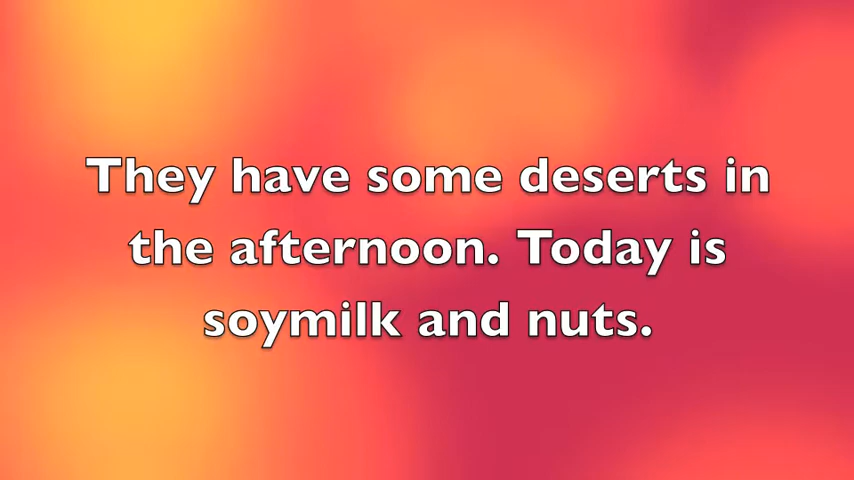 They have some deserts in
the afternoon. Today is
soymilk and nuts.